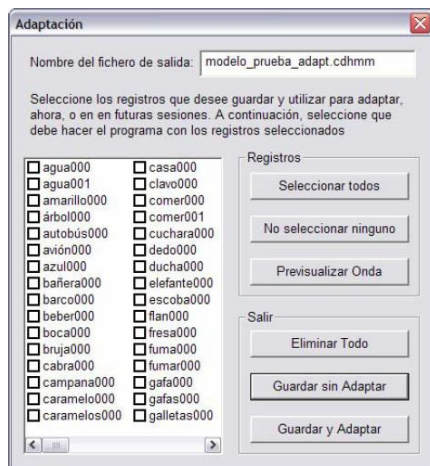 Adaptación
Nombre del fichero de salida: modelo_prueba_adapt.cdhmm
Seleccione los registros que desee guardar y utilizar para adaptar,
ahora, o en en futuras sesiones. A continuación, seleccione que
debe hacer el programa con los registros seleccionados
agua000
agua001
amarillo000
árbol000
autobús000
avión000
azul000
bañera000
barco000
beber000
boca000
bruja000
cabra000
campana000
caramelo000
caramelos000
casa000
clavo000
comer000
comer001
cuchara000
dedo000
ducha000
elefante000
escoba000
flan000
fresa000
fuma000
fumar000
gafa000
gafas000
galletas000
Registros
Seleccionar todos
No seleccionar ninguno
Previsualizar Onda
Salir
Eliminar Todo
Guardar sin Adaptar
Guardar y Adaptar